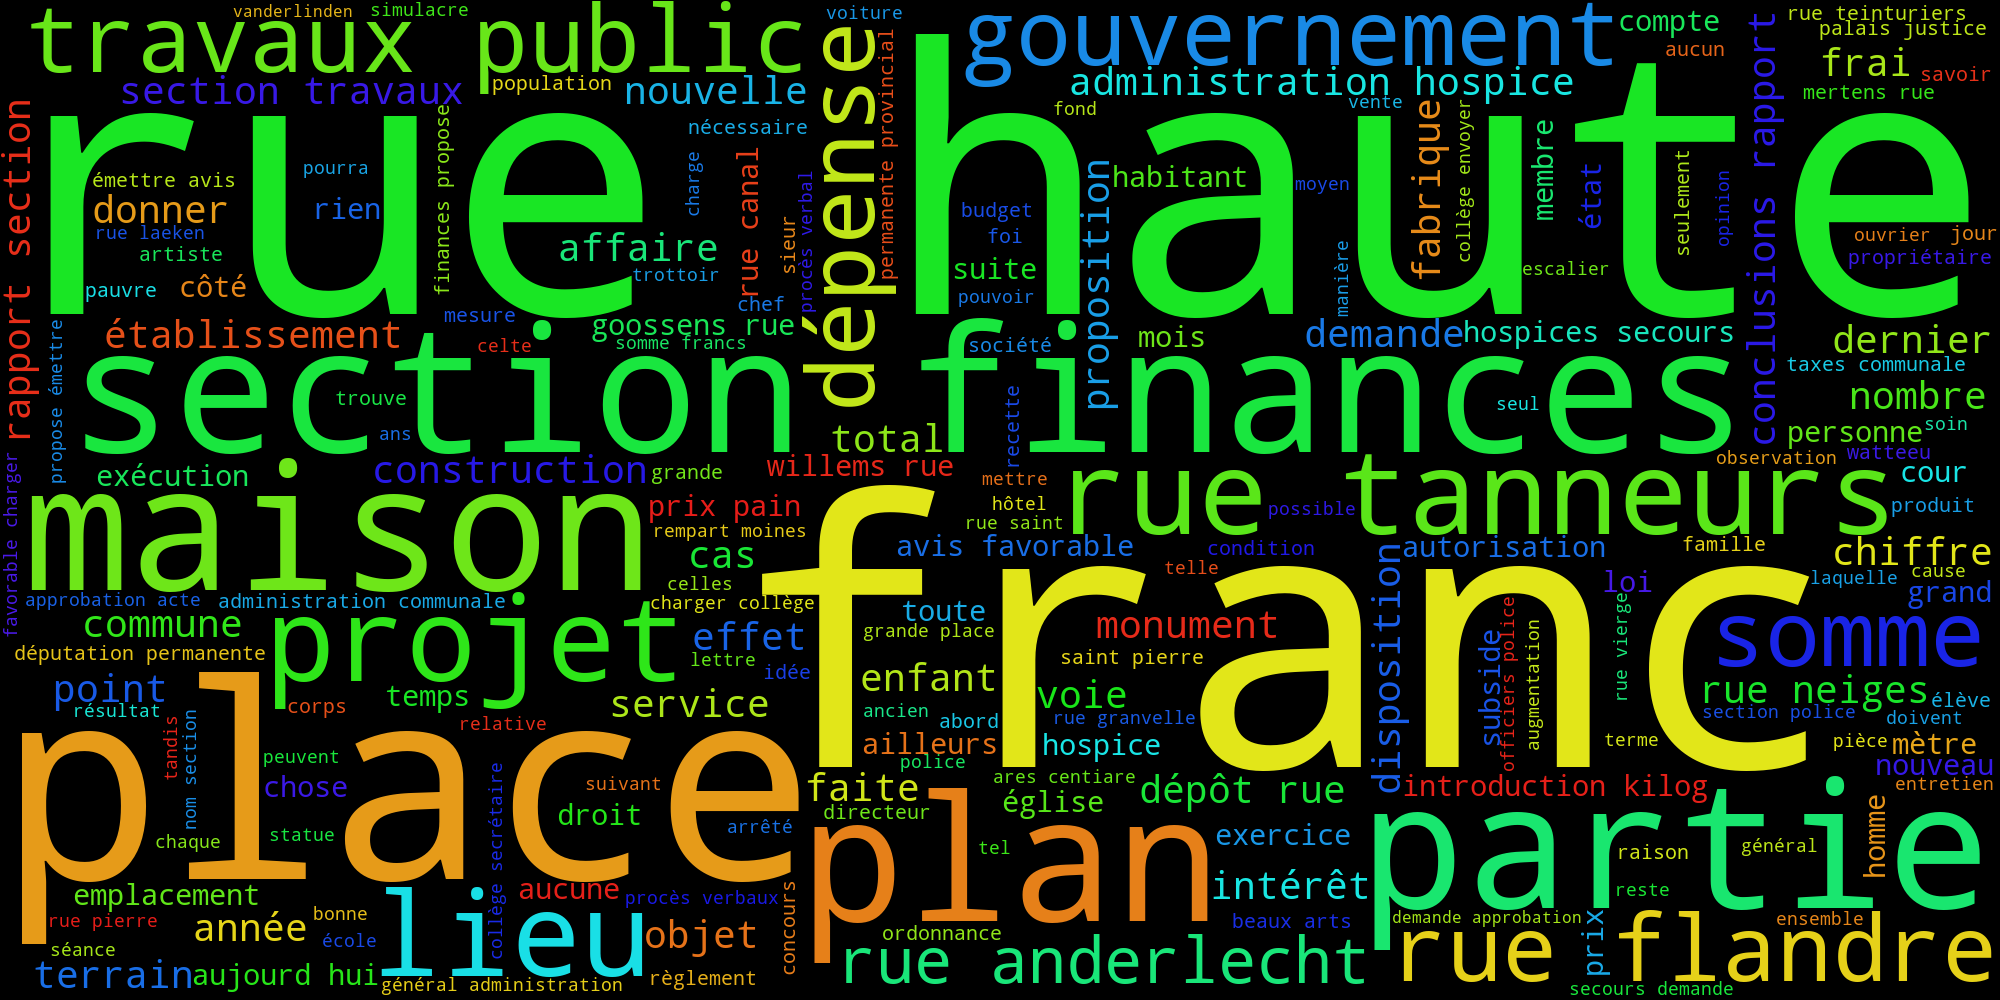 vanderlinden
simulacre
voiture
travaux public
gouvernement
compte
rue teinturiers
palais justice
aucun
section travaux
population
nouvelle
dépense
administration hospice
conclusions rapport
frai
savoir
mertens rue
rue haute
rapport section
finances propose
nécessaire
fond
vente
permanente provincial
fabrique
collège envoyer
membre
état
seulement
opinion
émettre avis
pourra
charge
rue canal
procès verbal
sieur
habitant
moyen
proposition
donner
rien
budget
rue laeken
foi
ouvrier
jour
artiste
affaire
trottoir
suite
escalier
propriétaire
pauvre
côté
chef
pouvoir
manière
mesure
goossens rue
somme francs
établissement
celte
société
mois
demande
hospices secours
dernier
propose émettre
section finances
taxes communale
trouve
ans
recette
seul
nombre
total
personne
soin
favorable charger
exécution
construction
grande
willems rue
mettre
observation
watteeu
cour
maison
prix pain
hôtel
rue tanneurs
possible
produit
rempart moines
rue saint
cas
avis favorable
condition
autorisation
famille
chiffre
franc
telle
disposition
celles
loi
laquelle
cause
approbation acte
administration communale
charger collège
toute
grand
commune
projet
effet
grande place
monument
subside
officiers police
augmentation
rue vierge
somme
députation permanente
lettre
idée
saint pierre
point
temps
enfant
voie
rue neiges
élève
résultat
corps
service
ancien
abord
rue granvelle
section police
doivent
tandis
nom section
relative
ailleurs
hospice
terme
pièce
mètre
place
peuvent
police
nouveau
chose
suivant
faite
ares centiare
dépôt rue
introduction kilog
entretien
collège secrétaire
église
plan
partie
droit
directeur
homme
chaque
statue
arrêté
tel
exercice
raison
général
emplacement
lieu
aucune
procès verbaux
concours
intérêt
reste
rue pierre
année
bonne
beaux arts
demande approbation
ensemble
école
objet
ordonnance
prix
rue flandre
séance
rue anderlecht
terrain
aujourd hui
général administration
règlement
secours demande